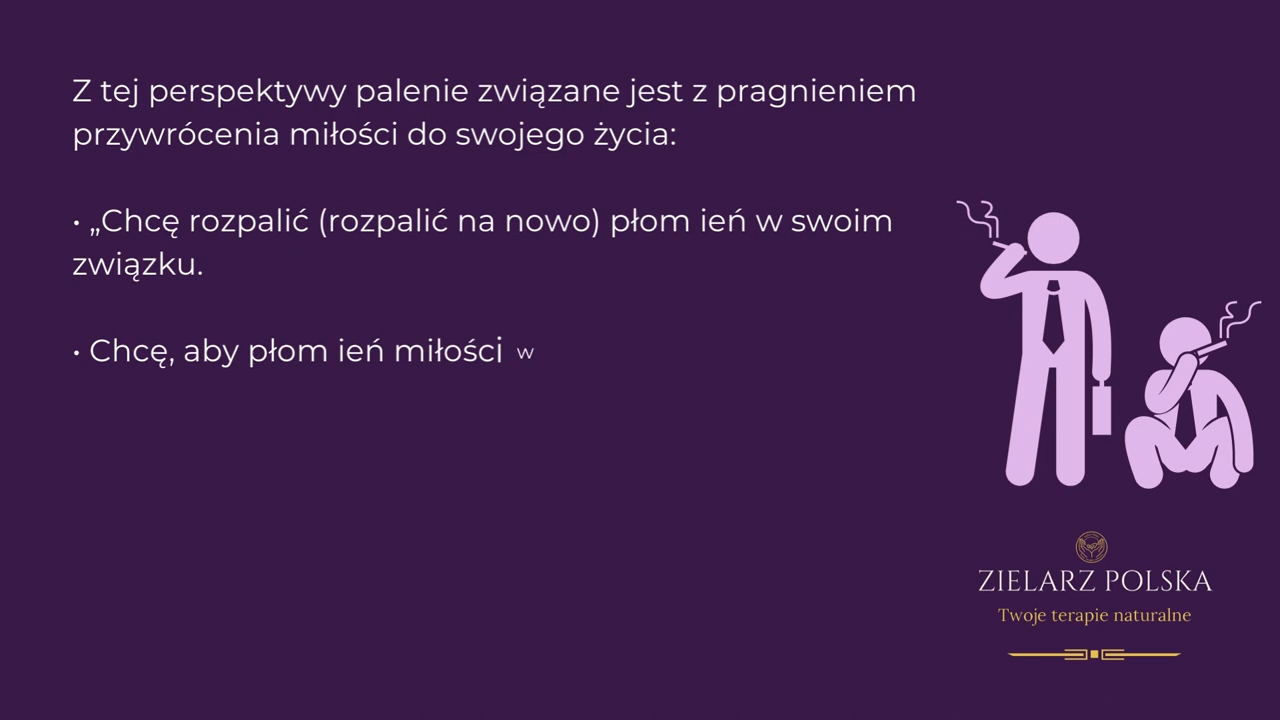 Z tej perspektywy palenie związane jest z pragnieniem
przywrócenia miłości do swojego życia:
• „Chcę rozpalić (rozpalić na nowo) płom ień w swoim
związku.
• Chcę, aby płom ień miłości w
ZIELARZ POLSKA
Twoje terapie naturalne